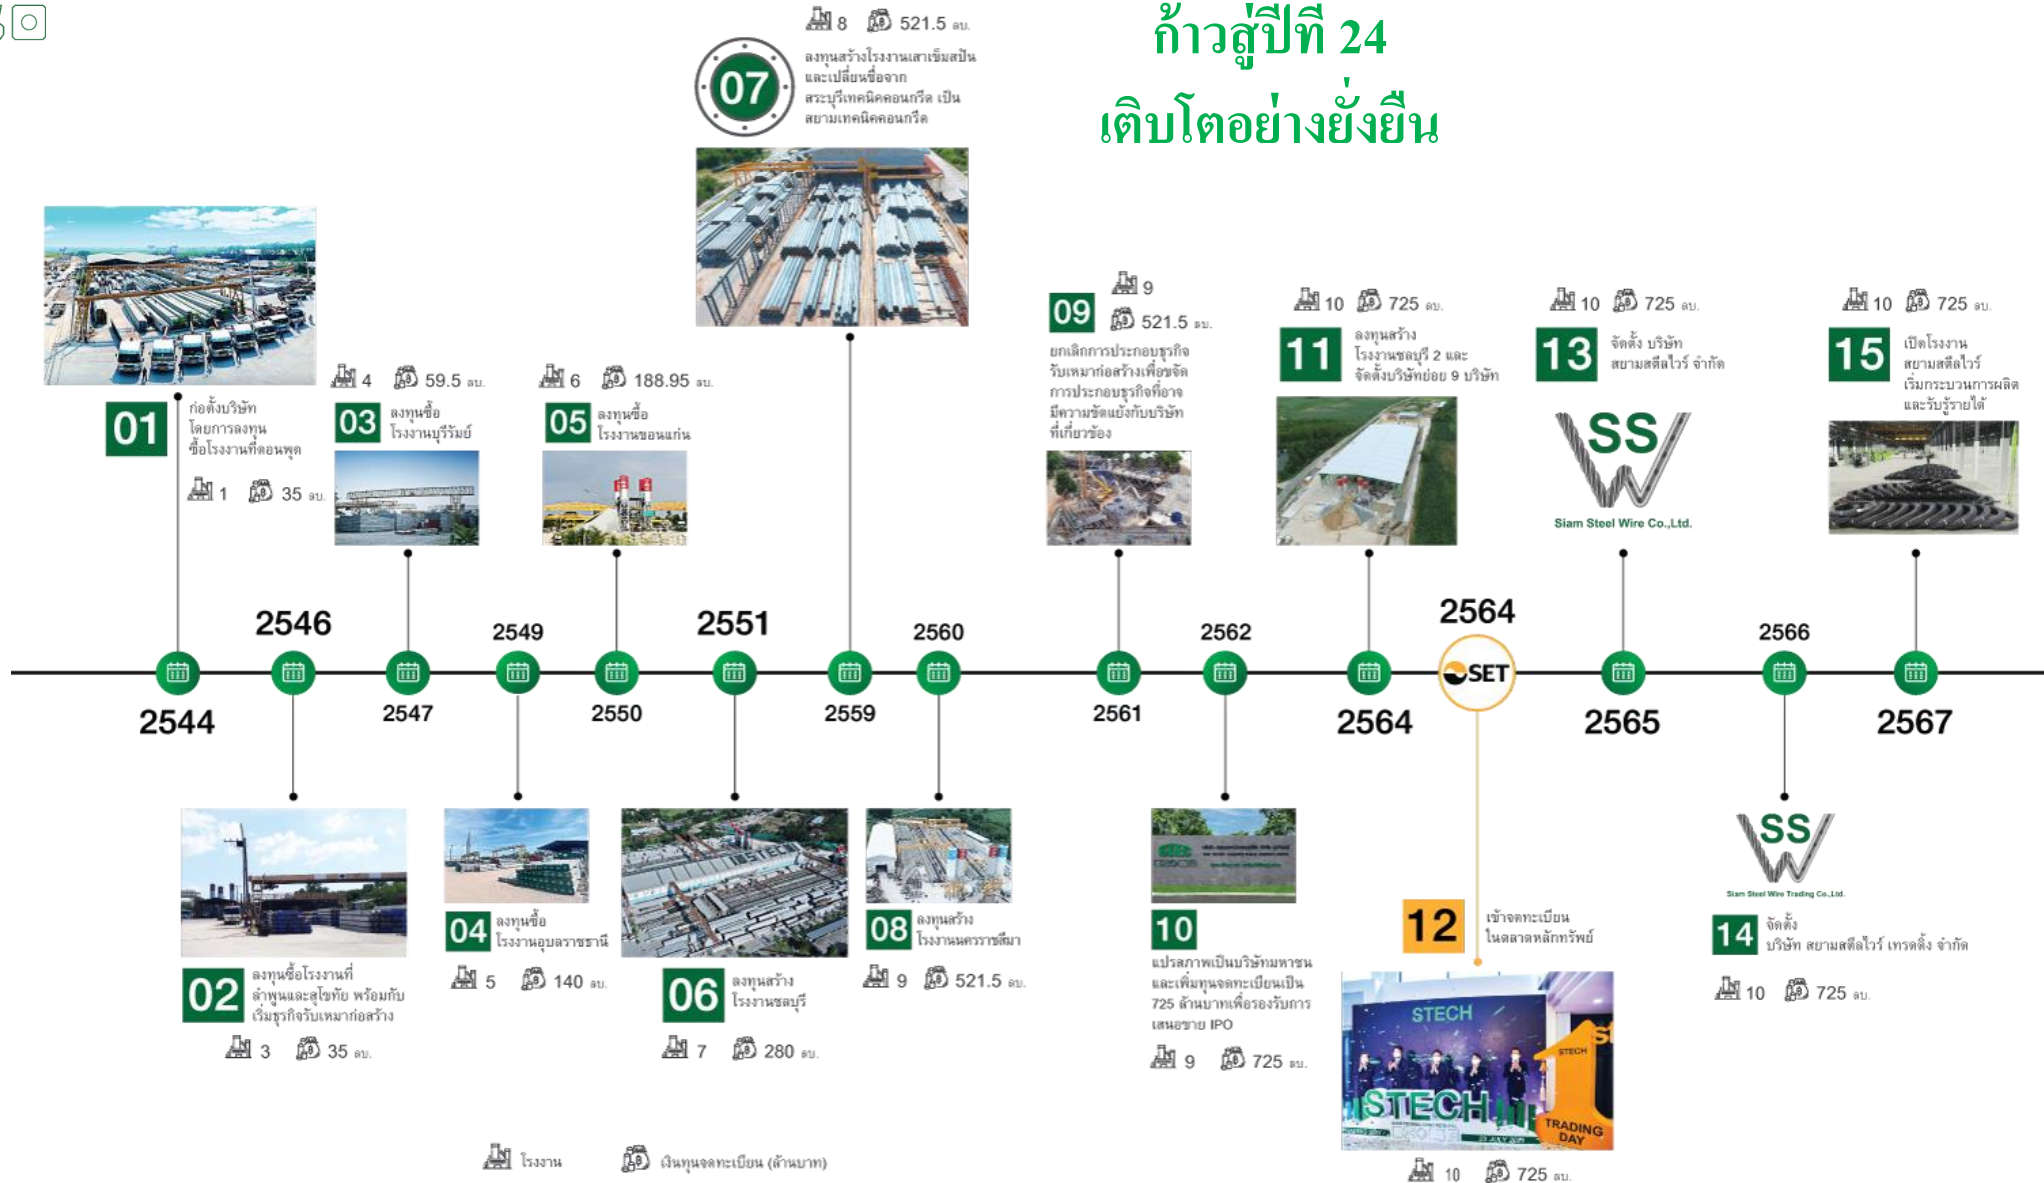 ก้าวสู่ปีที่ 24
เติบโตอย่างยั่งยืน
01
ก่อตั้งบริษัท
โดยการลงทุน
ซื้อโรงงานที่ดอนพุด
1 35 ลบ.
2544
2546
02
ลงทุนซื้อโรงงานที่
ลำพูนและสุโขทัย พร้อมกับ
เริ่มธุรกิจรับเหมาก่อสร้าง
3 35 ลบ.
4 59.5 ลบ.
03
ลงทุนซื้อ
โรงงานบุรีรัมย์
2547
2549
04
ลงทุนซื้อ
โรงงานอุบลราชธานี
5 140 ลบ.
6 188.95 ลบ.
05
ลงทุนซื้อ
โรงงานขอนแก่น
2550
2551
STECH
06
ลงทุนสร้าง
โรงงานชลบุรี
7 280 ลบ.
8 521.5 ลบ.
07
ลงทุนสร้างโรงงานเสาเข็มสปัน
และเปลี่ยนชื่อจาก
สระบุรีเทคนิคคอนกรีต เป็น
สยามเทคนิคคอนกรีต
2559
2560
08
ลงทุนสร้าง
โรงงานนครราชสีมา
9 521.5 ลบ.
9
09
521.5 ลบ.
ยกเลิกการประกอบธุรกิจ
รับเหมาก่อสร้างเพื่อขจัด
การประกอบธุรกิจที่อาจ
มีความขัดแย้งกับบริษัท
ที่เกี่ยวข้อง
2561
2562
10
แปรสภาพเป็นบริษัทมหาชน
และเพิ่มทุนจดทะเบียนเป็น
725 ล้านบาทเพื่อรองรับการ
เสนอขาย IPO
9 725 ลบ.
10 725 ลบ.
11
ลงทุนสร้าง
โรงงานชลบุรี 2 และ
จัดตั้งบริษัทย่อย 9 บริษัท
2564
2564
SET
12
เข้าจดทะเบียน
ในตลาดหลักทรัพย์
STECH
STECH
STECH
TRADING
DAY
10 725 ลบ.
10 725 ลบ.
13
จัดตั้ง บริษัท
สยามสตีลไวร์ จำกัด
SS
W
Siam Steel Wire Co.,Ltd.
2565
2566
SS
W
Siam Steel Wire Trading Co.,Ltd.
14
จัดตั้ง
บริษัท สยามสตีลไวร์ เทรดดิ้ง จำกัด
10 725 ลบ.
10 725 ลบ.
15
เปิดโรงงาน
สยามสตีลไวร์
เริ่มกระบวนการผลิต
และรับรู้รายได้
2567
โรงงาน
เงินทุนจดทะเบียน (ล้านบาท)